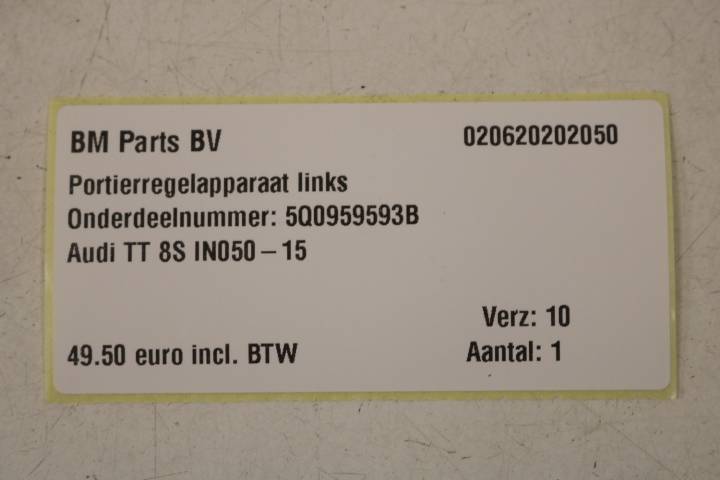 BM Parts BV 020620202050
Portierregelapparaat links
Onderdeelnummer: 5Q0959593B
Audi TT 8S IN050 – 15
Verz: 10
49.50 euro incl. BTW Aantal: 1